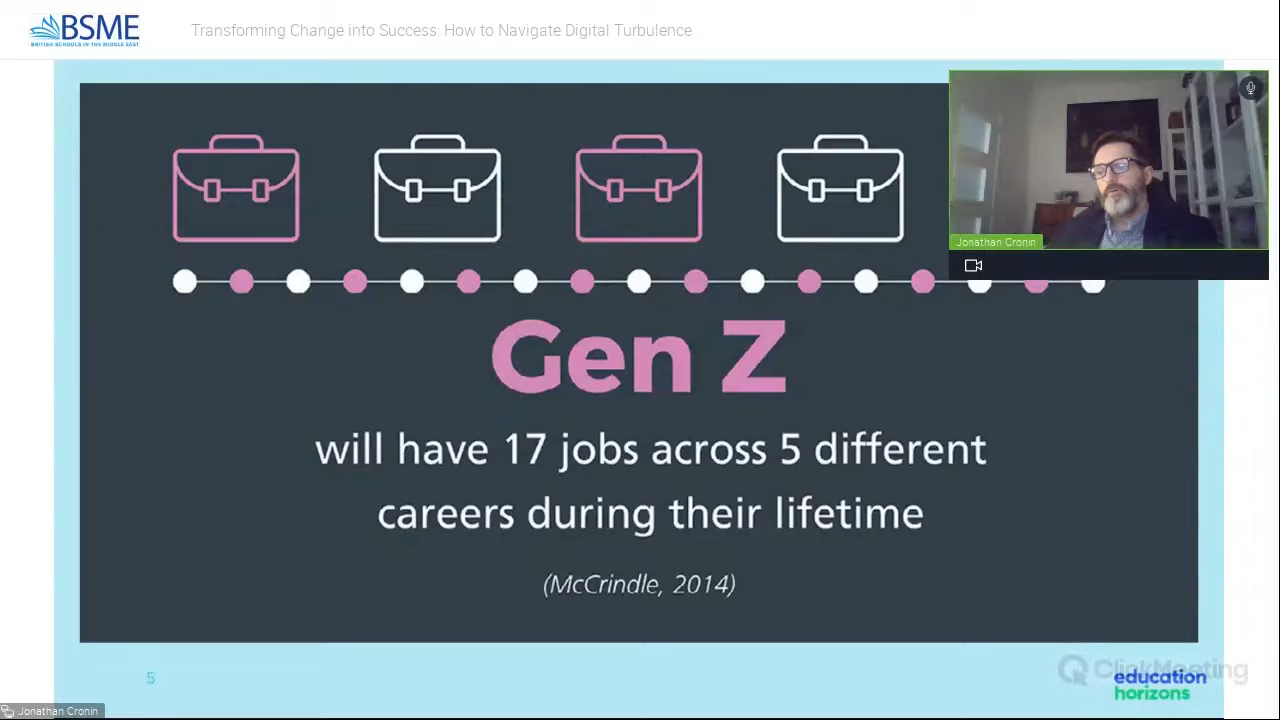 BSME
BRITISH SCHOOLS IN THE MIDDLE EAST
Transforming Change into Success: How to Navigate Digital Turbulence
Jonathan Cronin
Gen Z
will have 17 jobs across 5 different
careers during their lifetime
(McCrindle, 2014)
5
ClickMeeting
education
horizons
Jonathan Cronin